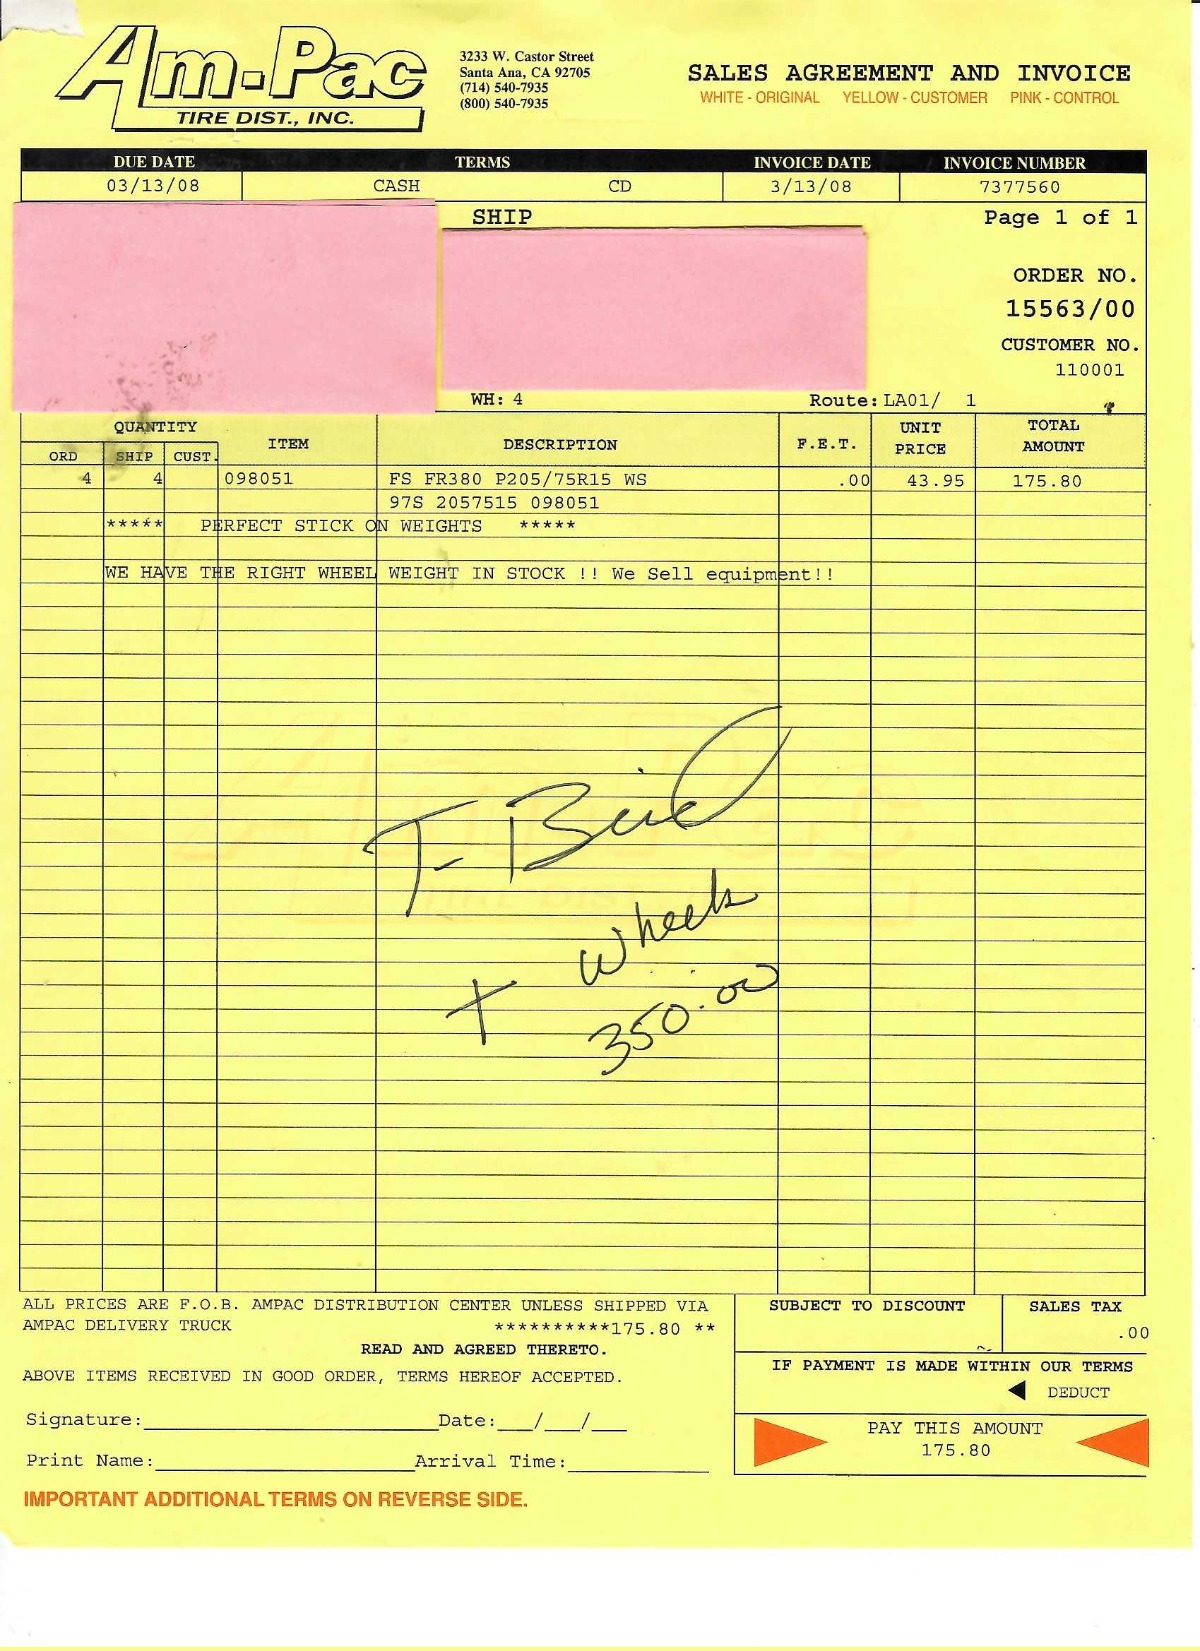 Am-Pac
TIRE DIST., INC.
3233 W. Castor Street
Santa Ana, CA 92705
(714) 540-7935
(800) 540-7935
SALES AGREEMENT AND INVOICE
WHITE - ORIGINAL YELLOW - CUSTOMER PINK - CONTROL
DUE DATE TERMS INVOICE DATE INVOICE NUMBER
03/13/08 CASH CD 3/13/08 7377560
SHIP
Page 1 of 1
ORDER NO.
15563/00
CUSTOMER NO.
110001
WH: 4 Route: LA01/ 1
QUANTITY
ORD SHIP CUST. ITEM DESCRIPTION F.E.T. UNIT PRICE TOTAL AMOUNT
4 4 098051 FS FR380 P205/75R15 WS .00 43.95 175.80
97S 2057515 098051
***** PERFECT STICK ON WEIGHTS *****
WE HAVE THE RIGHT WHEEL WEIGHT IN STOCK !! We Sell equipment!!
T-Bird
+ wheels
350.00
ALL PRICES ARE F.O.B. AMPAC DISTRIBUTION CENTER UNLESS SHIPPED VIA
AMPAC DELIVERY TRUCK **********175.80 **
READ AND AGREED THERETO.
ABOVE ITEMS RECEIVED IN GOOD ORDER, TERMS HEREOF ACCEPTED.
Signature: Date: / /
Print Name: Arrival Time:
SUBJECT TO DISCOUNT SALES TAX
.00
IF PAYMENT IS MADE WITHIN OUR TERMS
DEDUCT
PAY THIS AMOUNT
175.80
IMPORTANT ADDITIONAL TERMS ON REVERSE SIDE.